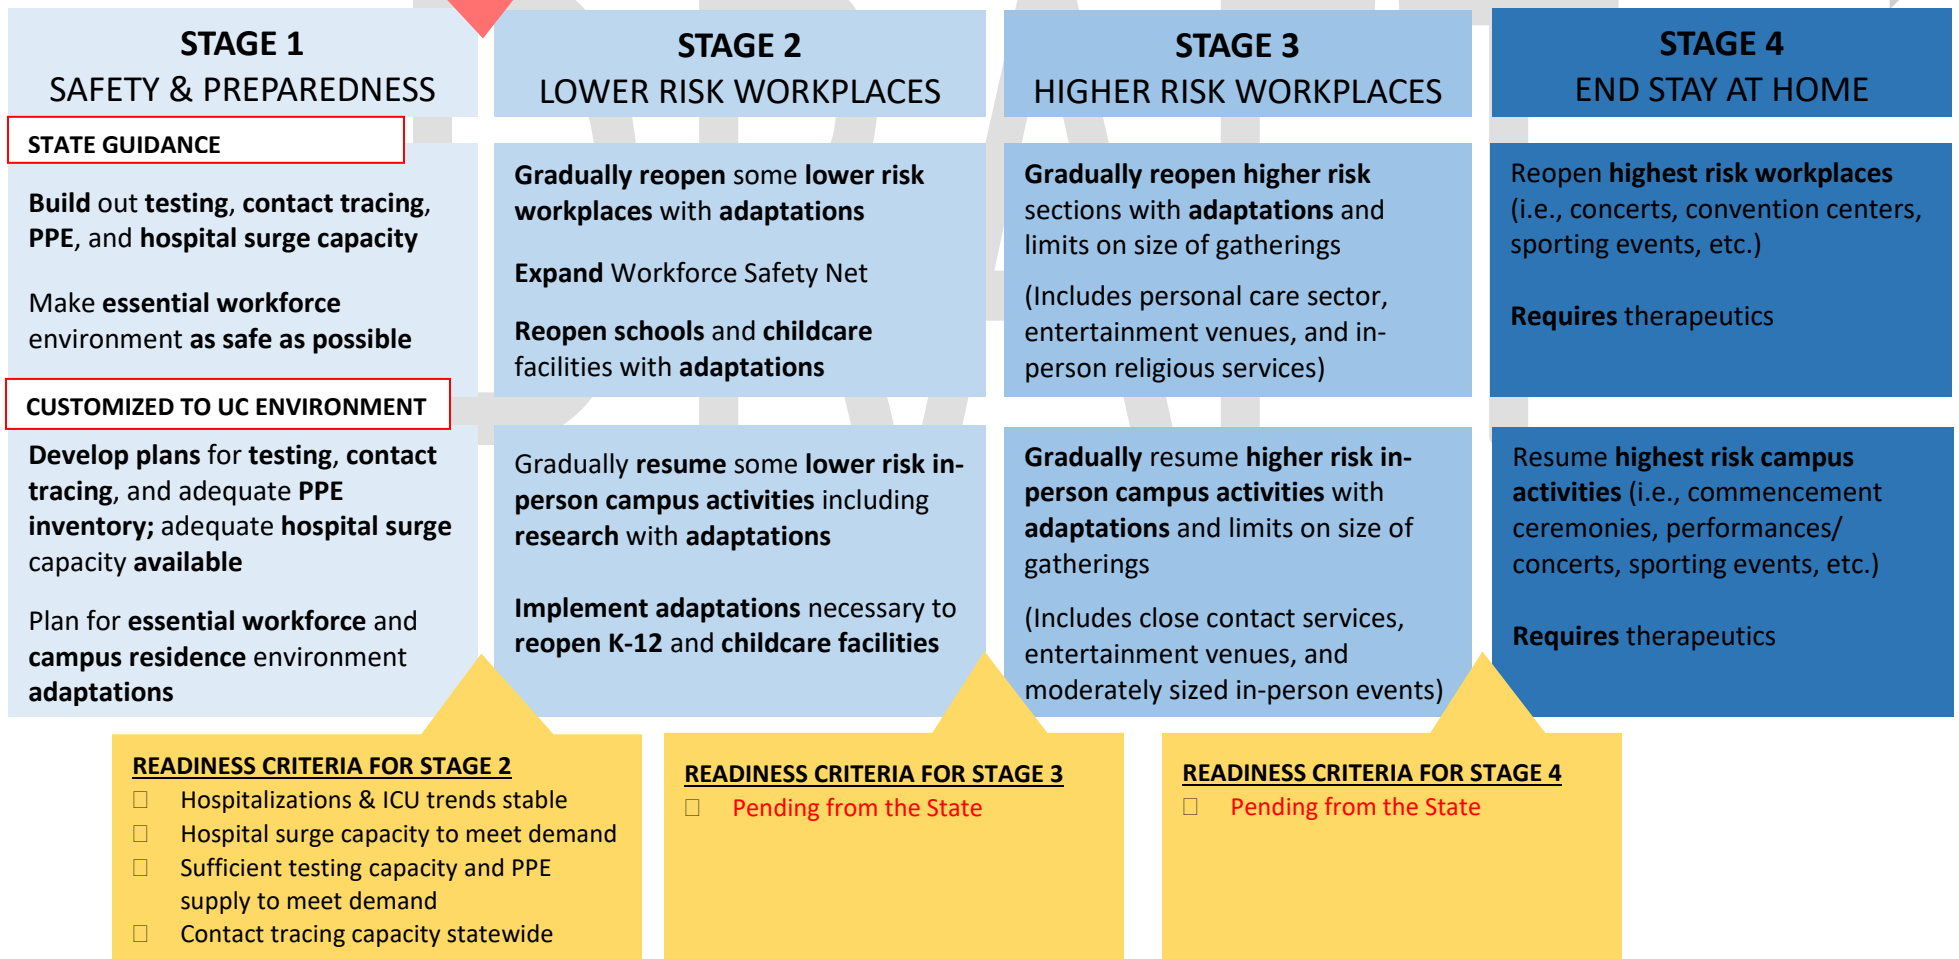 STAGE 1
SAFETY & PREPAREDNESS
STAGE 2
LOWER RISK WORKPLACES
STAGE 3
HIGHER RISK WORKPLACES
STAGE 4
END STAY AT HOME
STATE GUIDANCE
Build out testing, contact tracing,
PPE, and hospital surge capacity
Make essential workforce
environment as safe as possible
Gradually reopen some lower risk
workplaces with adaptations
Expand Workforce Safety Net
Reopen schools and childcare
facilities with adaptations
Gradually reopen higher risk
sections with adaptations and
limits on size of gatherings
(Includes personal care sector,
entertainment venues, and in-
person religious services)
Reopen highest risk workplaces
(i.e., concerts, convention centers,
sporting events, etc.)
Requires therapeutics
CUSTOMIZED TO UC ENVIRONMENT
Develop plans for testing, contact
tracing, and adequate PPE
inventory; adequate hospital surge
capacity available
Plan for essential workforce and
campus residence environment
adaptations
Gradually resume some lower risk in-
person campus activities including
research with adaptations
Implement adaptations necessary to
reopen K-12 and childcare facilities
Gradually resume higher risk in-
person campus activities with
adaptations and limits on size of
gatherings
(Includes close contact services,
entertainment venues, and
moderately sized in-person events)
Resume highest risk campus
activities (i.e., commencement
ceremonies, performances/
concerts, sporting events, etc.)
Requires therapeutics
READINESS CRITERIA FOR STAGE 2
Hospitalizations & ICU trends stable
Hospital surge capacity to meet demand
Sufficient testing capacity and PPE
supply to meet demand
Contact tracing capacity statewide
READINESS CRITERIA FOR STAGE 3
Pending from the State
READINESS CRITERIA FOR STAGE 4
Pending from the State
DRAFT